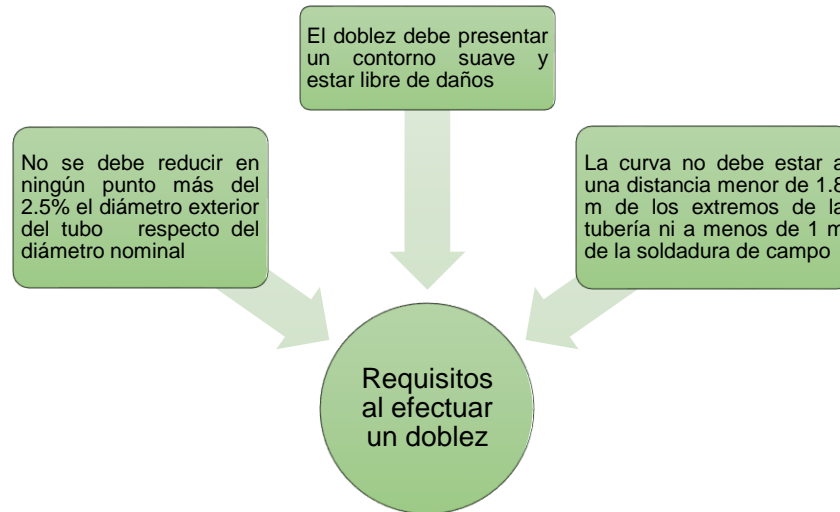 El doblez debe presentar
un contorno suave y
estar libre de daños
No se debe reducir en
ningún punto más del
2.5% el diámetro exterior
del tubo respecto del
diámetro nominal
La curva no debe estar a
una distancia menor de 1.8
m de los extremos de la
tubería ni a menos de 1 m
de la soldadura de campo
Requisitos
al efectuar
un doblez